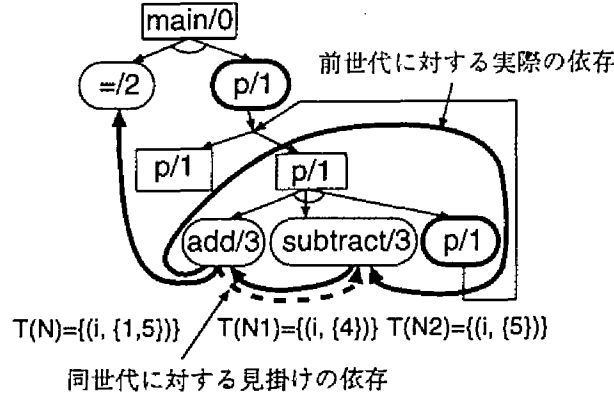 main/0
=/2
p/1
前世代に対する実際の依存
p/1
p/1
add/3
subtract/3
p/1
T(N)={(i, {1,5})}
T(N1)={(i, {4})}
T(N2)={(i, {5})}
同世代に対する見掛けの依存